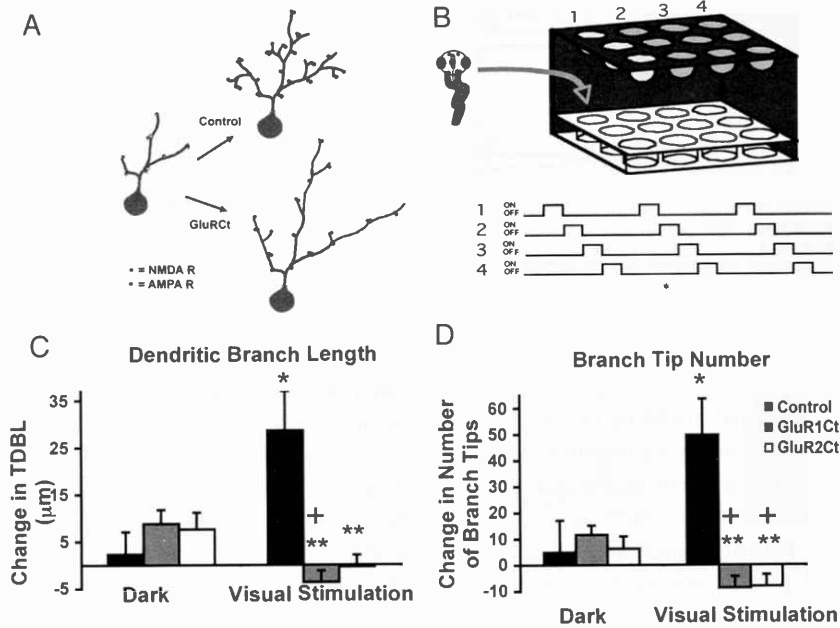 A
Control
GluRCt
• = NMDA R
• = AMPA R
B
1 2 3 4
1 ON OFF
2 ON OFF
3 ON OFF
4 ON OFF
*
C
Dendritic Branch Length
Change in TDBL
(μm)
35
25
15
5
-5
*
+
**
**
Dark
Visual Stimulation
D
Branch Tip Number
Change in Number
of Branch Tips
60
50
40
30
20
10
0
-10
*
+
+
**
**
Control
GluR1Ct
GluR2Ct
Dark
Visual Stimulation